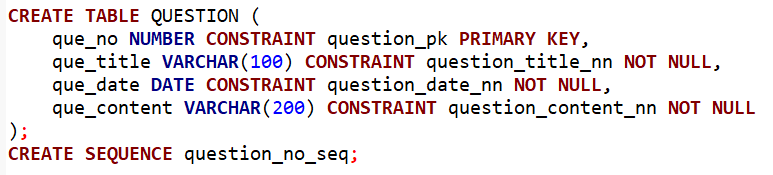 CREATE TABLE QUESTION (
    que_no NUMBER CONSTRAINT question_pk PRIMARY KEY,
    que_title VARCHAR(100) CONSTRAINT question_title_nn NOT NULL,
    que_date DATE CONSTRAINT question_date_nn NOT NULL,
    que_content VARCHAR(200) CONSTRAINT question_content_nn NOT NULL
);
CREATE SEQUENCE question_no_seq;